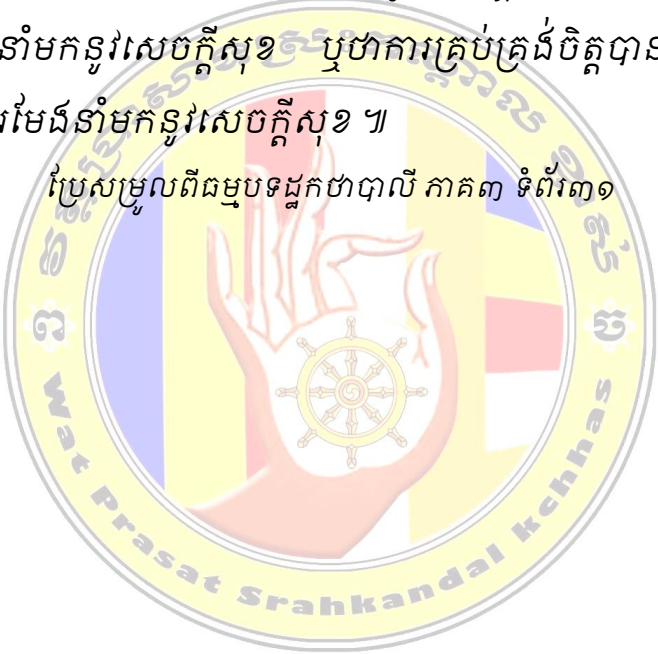 នាំមកនូវសេចក្តីសុខ ឬថាការគ្រប់គ្រង់ចិត្តបាន
រមែងនាំមកនូវសេចក្តីសុខ ៕
ប្រែសម្រួលពីធម្មបទដ្ឋកថាបាលី ភាគ៣ ទំព័រ៣១
Wat Prasat Srahkandal kchhas